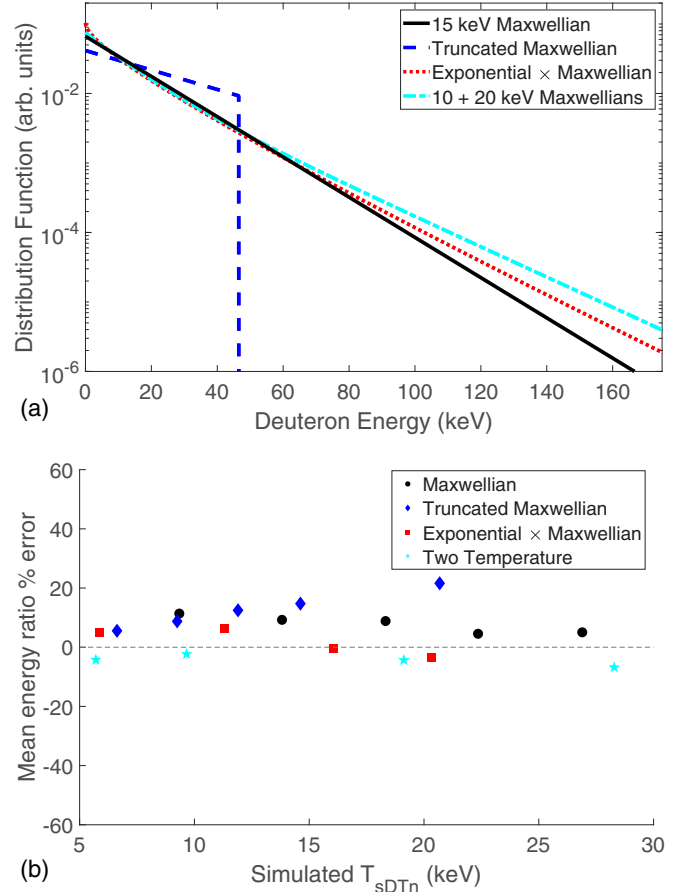 Distribution Function (arb. units)
10⁻²
10⁻⁴
10⁻⁶
15 keV Maxwellian
Truncated Maxwellian
Exponential × Maxwellian
10 + 20 keV Maxwellians
0 20 40 60 80 100 120 140 160
(a)
Deuteron Energy (keV)
Mean energy ratio % error
60
40
20
0
-20
-40
-60
Maxwellian
Truncated Maxwellian
Exponential × Maxwellian
Two Temperature
5 10 15 20 25 30
(b)
Simulated T_sDTn (keV)